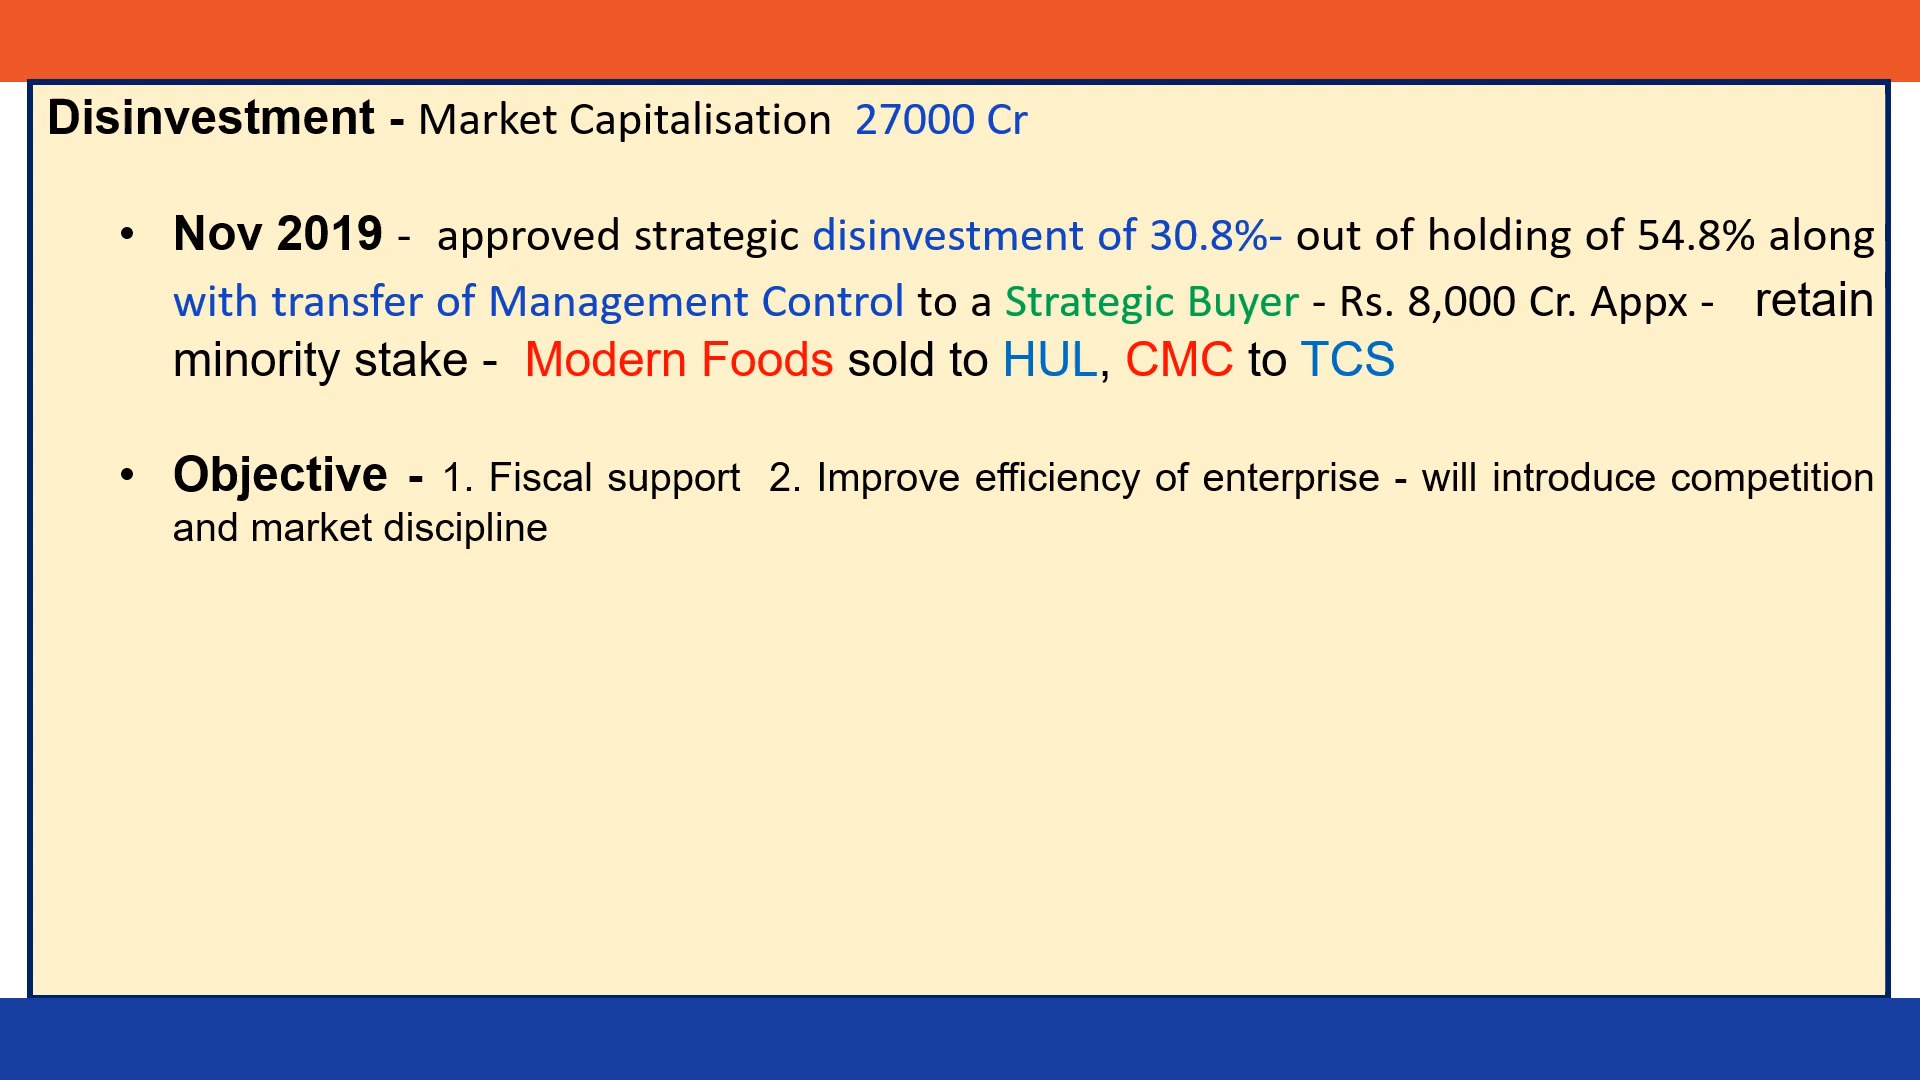 Disinvestment - Market Capitalisation 27000 Cr
• Nov 2019 - approved strategic disinvestment of 30.8%- out of holding of 54.8% along
with transfer of Management Control to a Strategic Buyer - Rs. 8,000 Cr. Appx - retain
minority stake - Modern Foods sold to HUL, CMC to TCS
• Objective - 1. Fiscal support 2. Improve efficiency of enterprise - will introduce competition
and market discipline